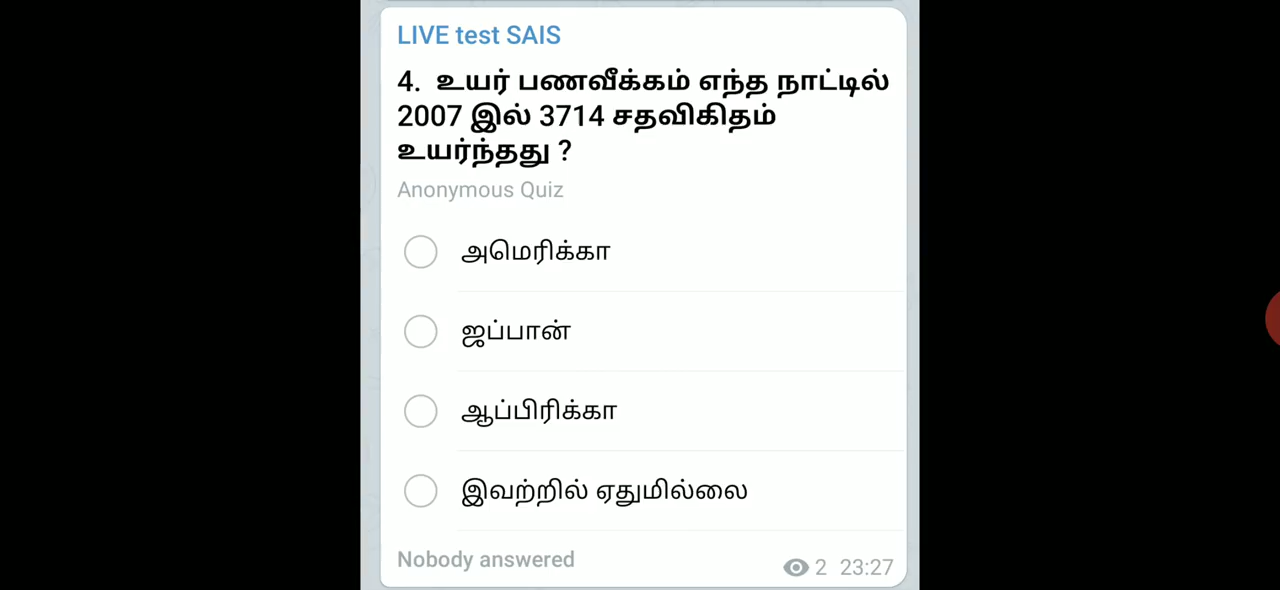 LIVE test SAIS
4. உயர் பணவீக்கம் எந்த நாட்டில்
2007 இல் 3714 சதவிகிதம்
உயர்ந்தது ?
Anonymous Quiz
அமெரிக்கா
ஜப்பான்
ஆப்பிரிக்கா
இவற்றில் ஏதுமில்லை
Nobody answered
2 23:27